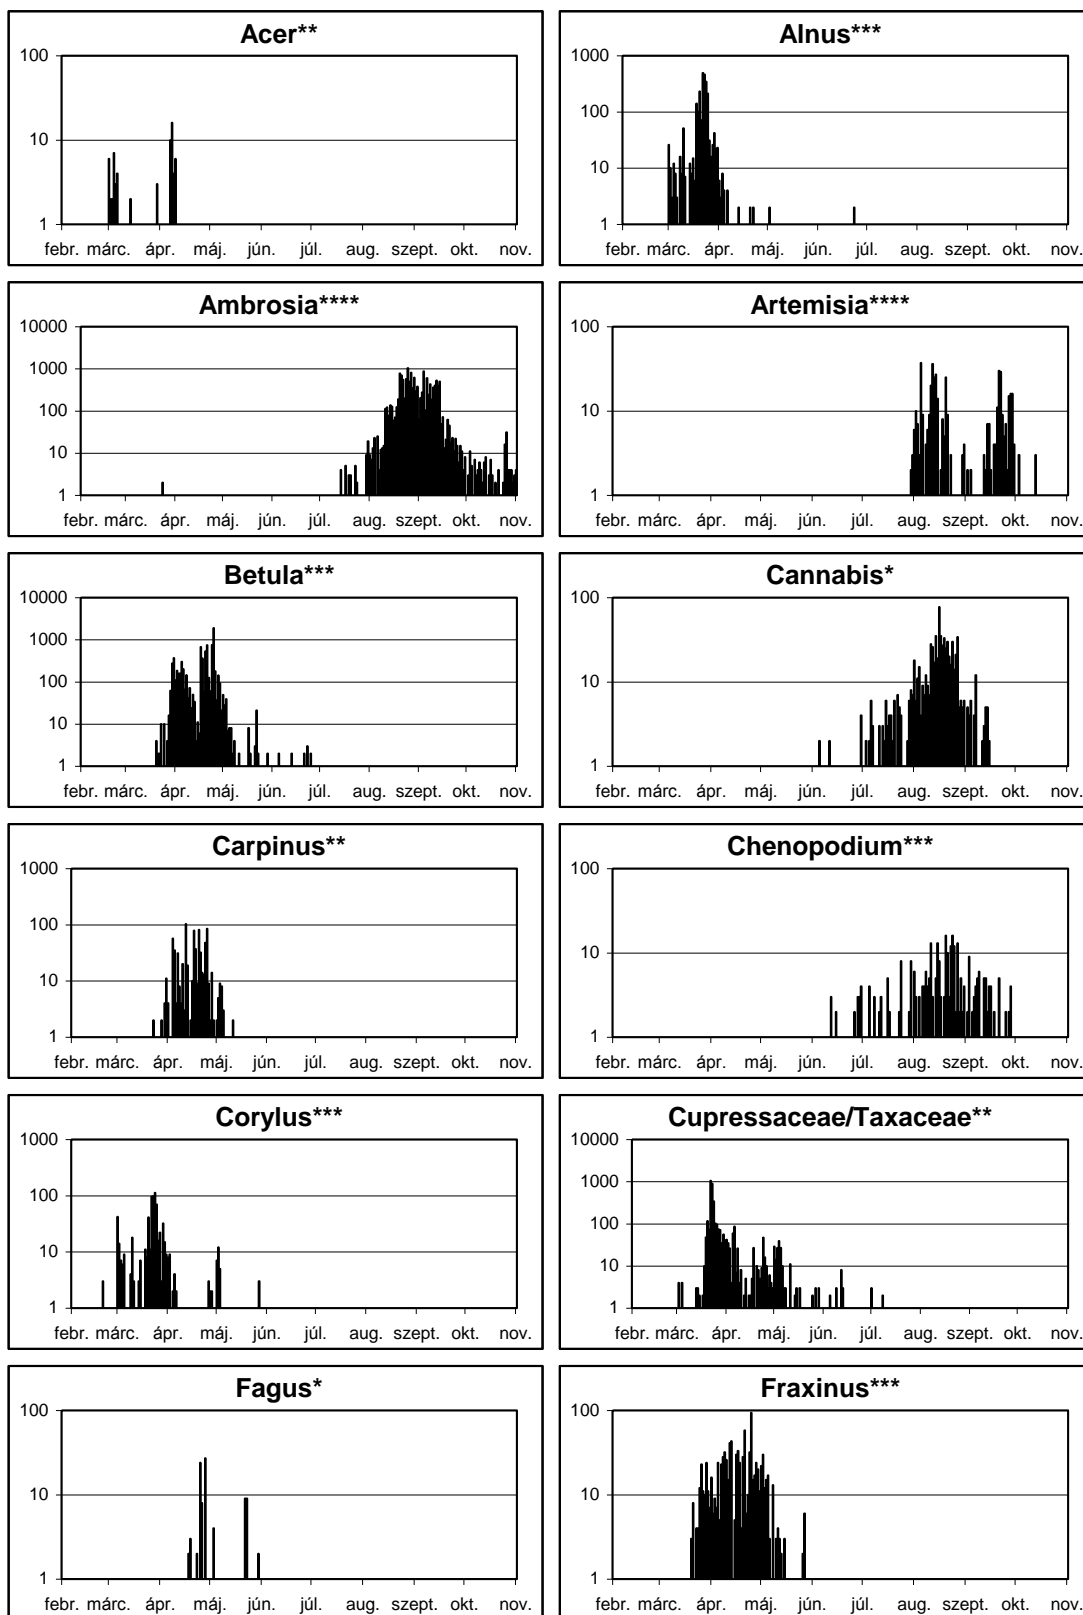 Acer**
100
10
1
febr. márc. ápr. máj. jún. júl. aug. szept. okt. nov.
Alnus***
1000
100
10
1
febr. márc. ápr. máj. jún. júl. aug. szept. okt. nov.
Ambrosia****
10000
1000
100
10
1
febr. márc. ápr. máj. jún. júl. aug. szept. okt. nov.
Artemisia****
100
10
1
febr. márc. ápr. máj. jún. júl. aug. szept. okt. nov.
Betula***
10000
1000
100
10
1
febr. márc. ápr. máj. jún. júl. aug. szept. okt. nov.
Cannabis*
100
10
1
febr. márc. ápr. máj. jún. júl. aug. szept. okt. nov.
Carpinus**
1000
100
10
1
febr. márc. ápr. máj. jún. júl. aug. szept. okt. nov.
Chenopodium***
100
10
1
febr. márc. ápr. máj. jún. júl. aug. szept. okt. nov.
Corylus***
1000
100
10
1
febr. márc. ápr. máj. jún. júl. aug. szept. okt. nov.
Cupressaceae/Taxaceae**
10000
1000
100
10
1
febr. márc. ápr. máj. jún. júl. aug. szept. okt. nov.
Fagus*
100
10
1
febr. márc. ápr. máj. jún. júl. aug. szept. okt. nov.
Fraxinus***
100
10
1
febr. márc. ápr. máj. jún. júl. aug. szept. okt. nov.